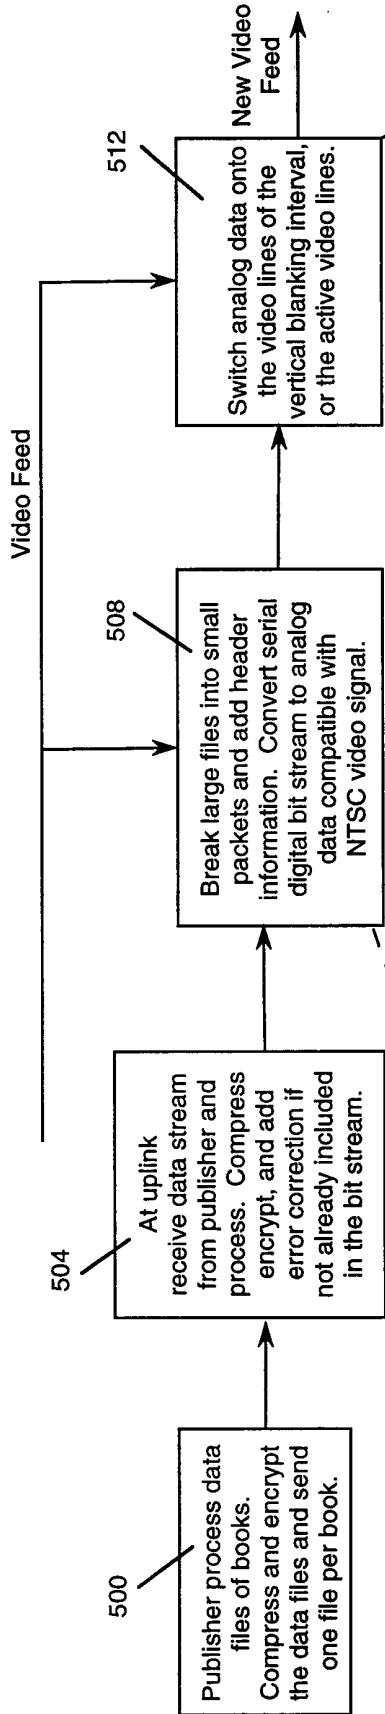 Video Feed
500
Publisher process data
files of books.
Compress and encrypt
the data files and send
one file per book.
504
At uplink
receive data stream
from publisher and
process. Compress
encrypt, and add
error correction if
not already included
in the bit stream.
508
Break large files into small
packets and add header
information. Convert serial
digital bit stream to analog
data compatible with
NTSC video signal.
512
Switch analog data onto
the video lines of the
vertical blanking interval,
or the active video lines.
New Video
Feed